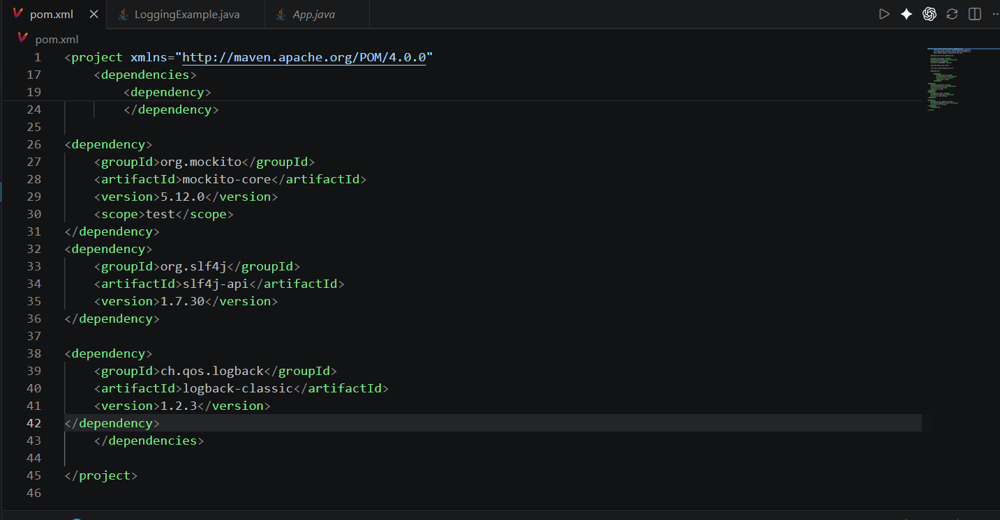 pom.xml LoggingExample.java App.java
pom.xml
1 <project xmlns="http://maven.apache.org/POM/4.0.0"
17     <dependencies>
19         <dependency>
24         </dependency>
25
26 <dependency>
27     <groupId>org.mockito</groupId>
28     <artifactId>mockito-core</artifactId>
29     <version>5.12.0</version>
30     <scope>test</scope>
31 </dependency>
32 <dependency>
33     <groupId>org.slf4j</groupId>
34     <artifactId>slf4j-api</artifactId>
35     <version>1.7.30</version>
36 </dependency>
37
38 <dependency>
39     <groupId>ch.qos.logback</groupId>
40     <artifactId>logback-classic</artifactId>
41     <version>1.2.3</version>
42 </dependency>
43     </dependencies>
44
45 </project>
46